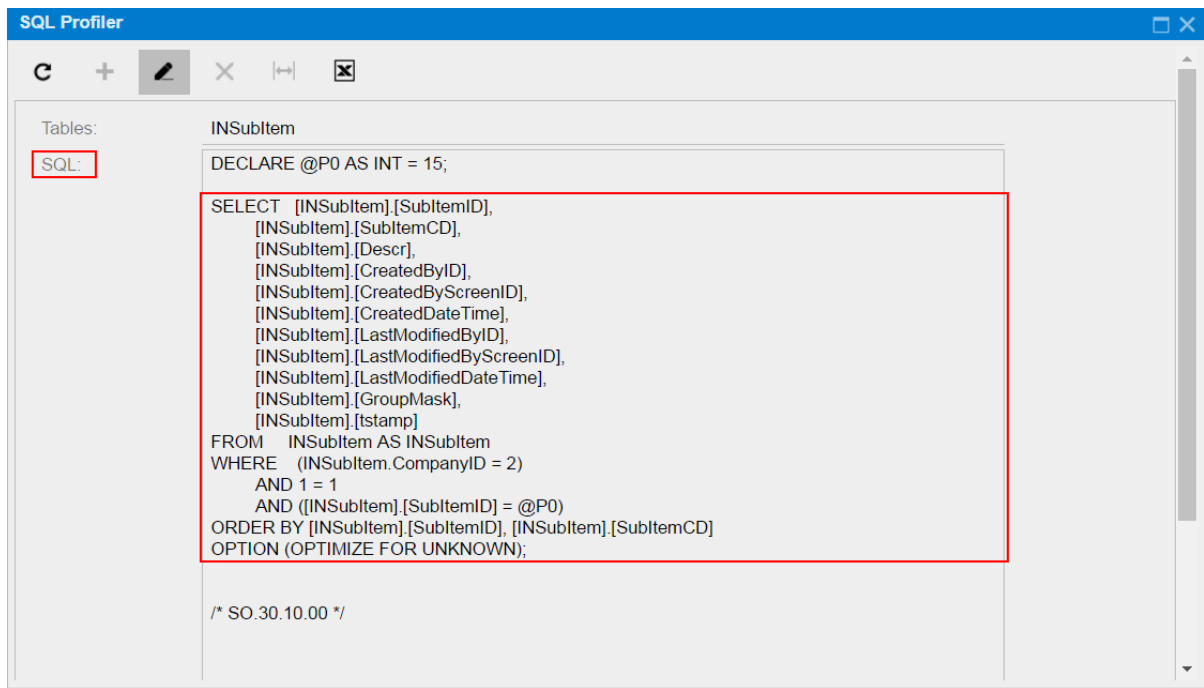 SQL Profiler
Tables: INSubItem
SQL: DECLARE @P0 AS INT = 15;
SELECT [INSubItem].[SubItemID],
[INSubItem].[SubItemCD],
[INSubItem].[Descr],
[INSubItem].[CreatedByID],
[INSubItem].[CreatedByScreenID],
[INSubItem].[CreatedDateTime],
[INSubItem].[LastModifiedByID],
[INSubItem].[LastModifiedByScreenID],
[INSubItem].[LastModifiedDateTime],
[INSubItem].[GroupMask],
[INSubItem].[tstamp]
FROM INSubItem AS INSubItem
WHERE (INSubItem.CompanyID = 2)
AND 1 = 1
AND ([INSubItem].[SubItemID] = @P0)
ORDER BY [INSubItem].[SubItemID], [INSubItem].[SubItemCD]
OPTION (OPTIMIZE FOR UNKNOWN);
/* SO.30.10.00 */